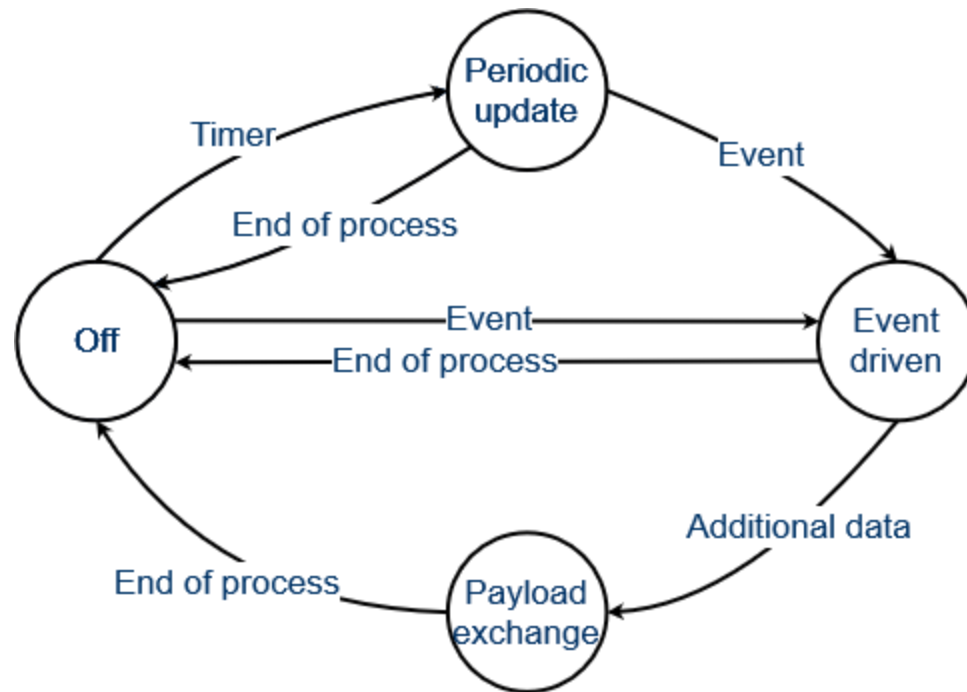 Periodic
update
Timer
Event
End of process
Off
Event
Event
driven
End of process
Additional data
End of process
Payload
exchange